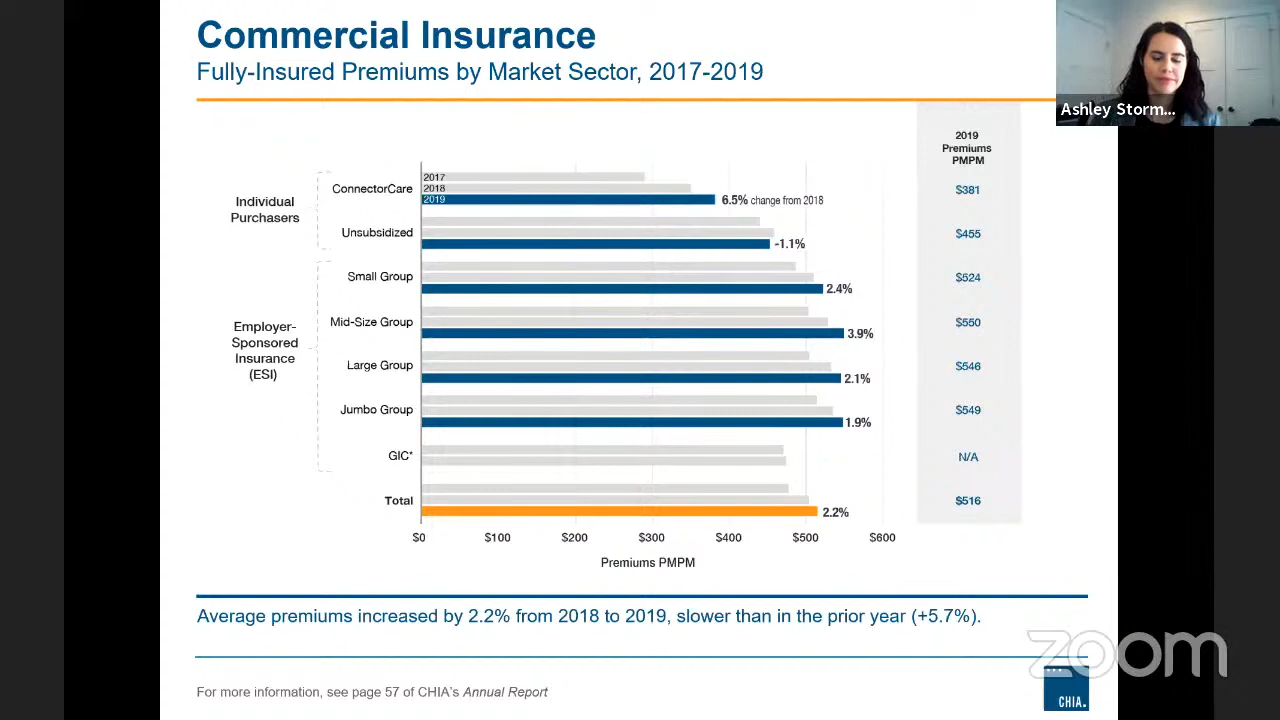 Commercial Insurance
Fully-Insured Premiums by Market Sector, 2017-2019
Ashley Storm...
2019
Premiums
PMPM
Individual
Purchasers
ConnectorCare
2017
2018
2019
6.5% change from 2018
$381
Unsubsidized
-1.1%
$455
Employer-
Sponsored
Insurance
(ESI)
Small Group
2.4%
$524
Mid-Size Group
3.9%
$550
Large Group
2.1%
$546
Jumbo Group
1.9%
$549
GIC*
N/A
Total
2.2%
$516
$0 $100 $200 $300 $400 $500 $600
Premiums PMPM
Average premiums increased by 2.2% from 2018 to 2019, slower than in the prior year (+5.7%).
zoom
For more information, see page 57 of CHIA's Annual Report
CHIA.